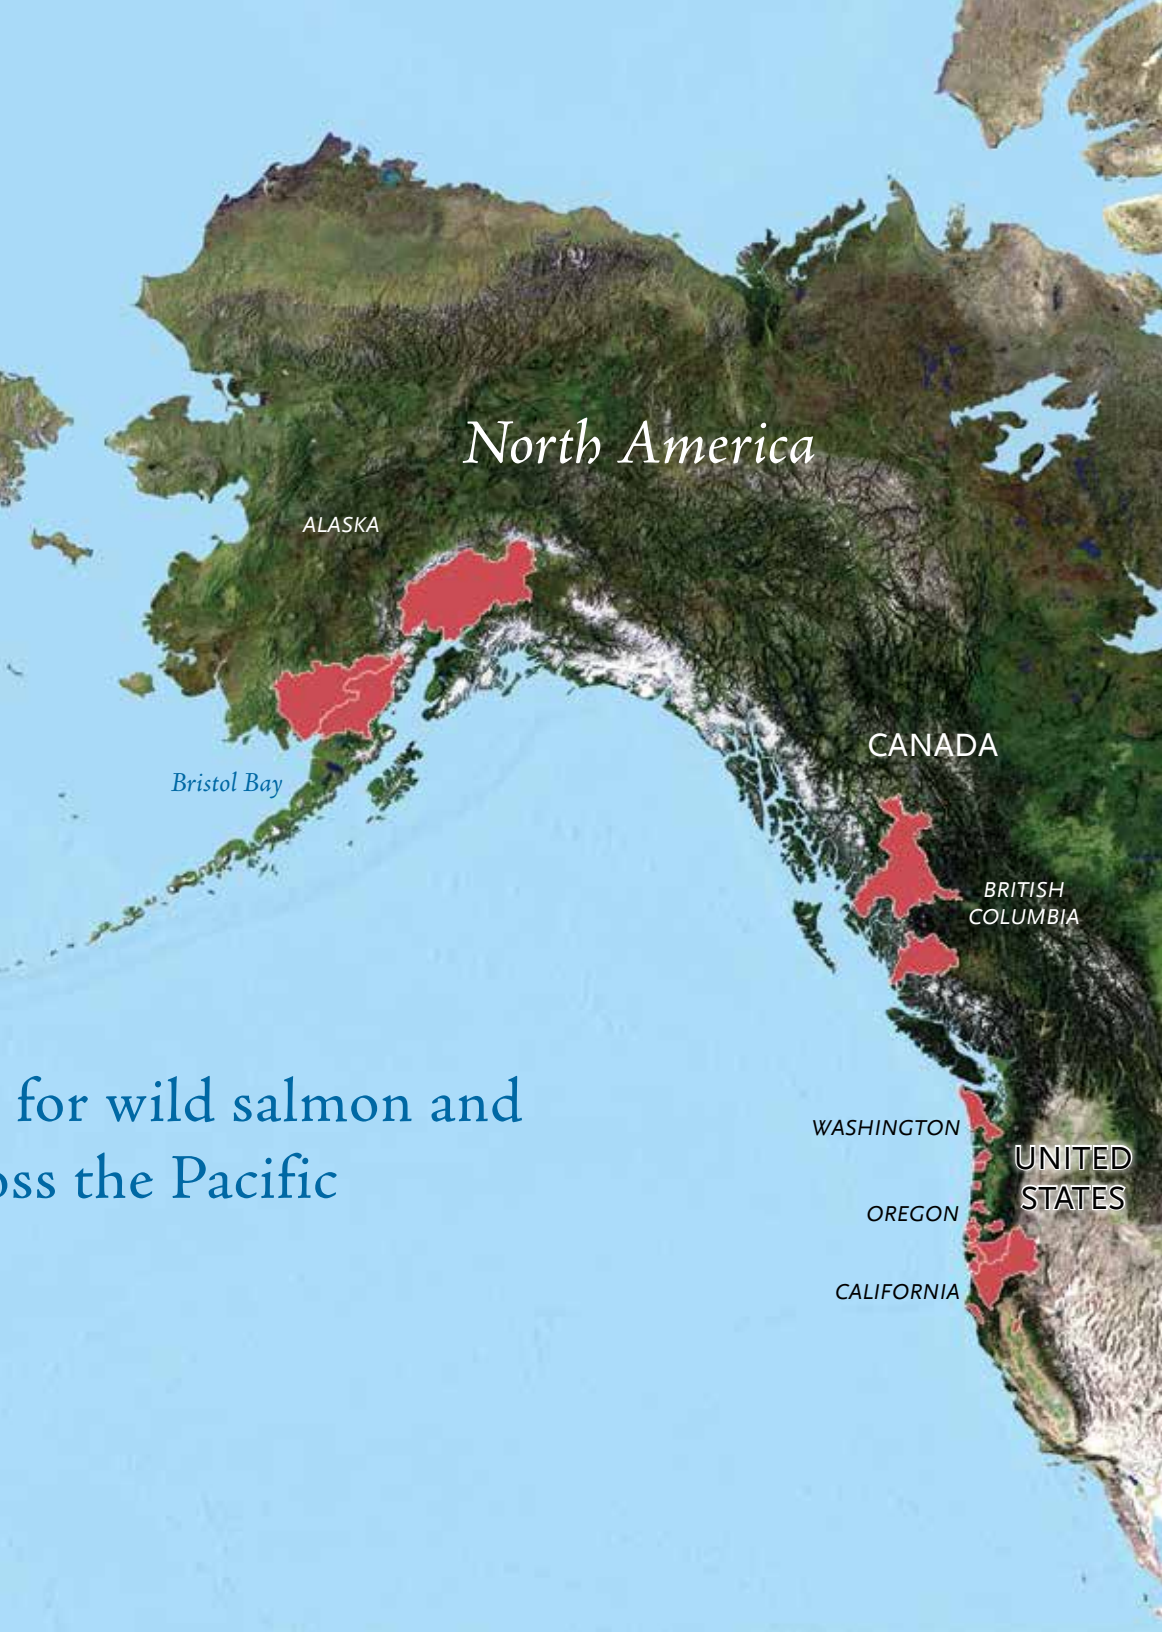 North America
ALASKA
CANADA
Bristol Bay
BRITISH
COLUMBIA
for wild salmon and
WASHINGTON
UNITED
STATES
the Pacific
OREGON
CALIFORNIA